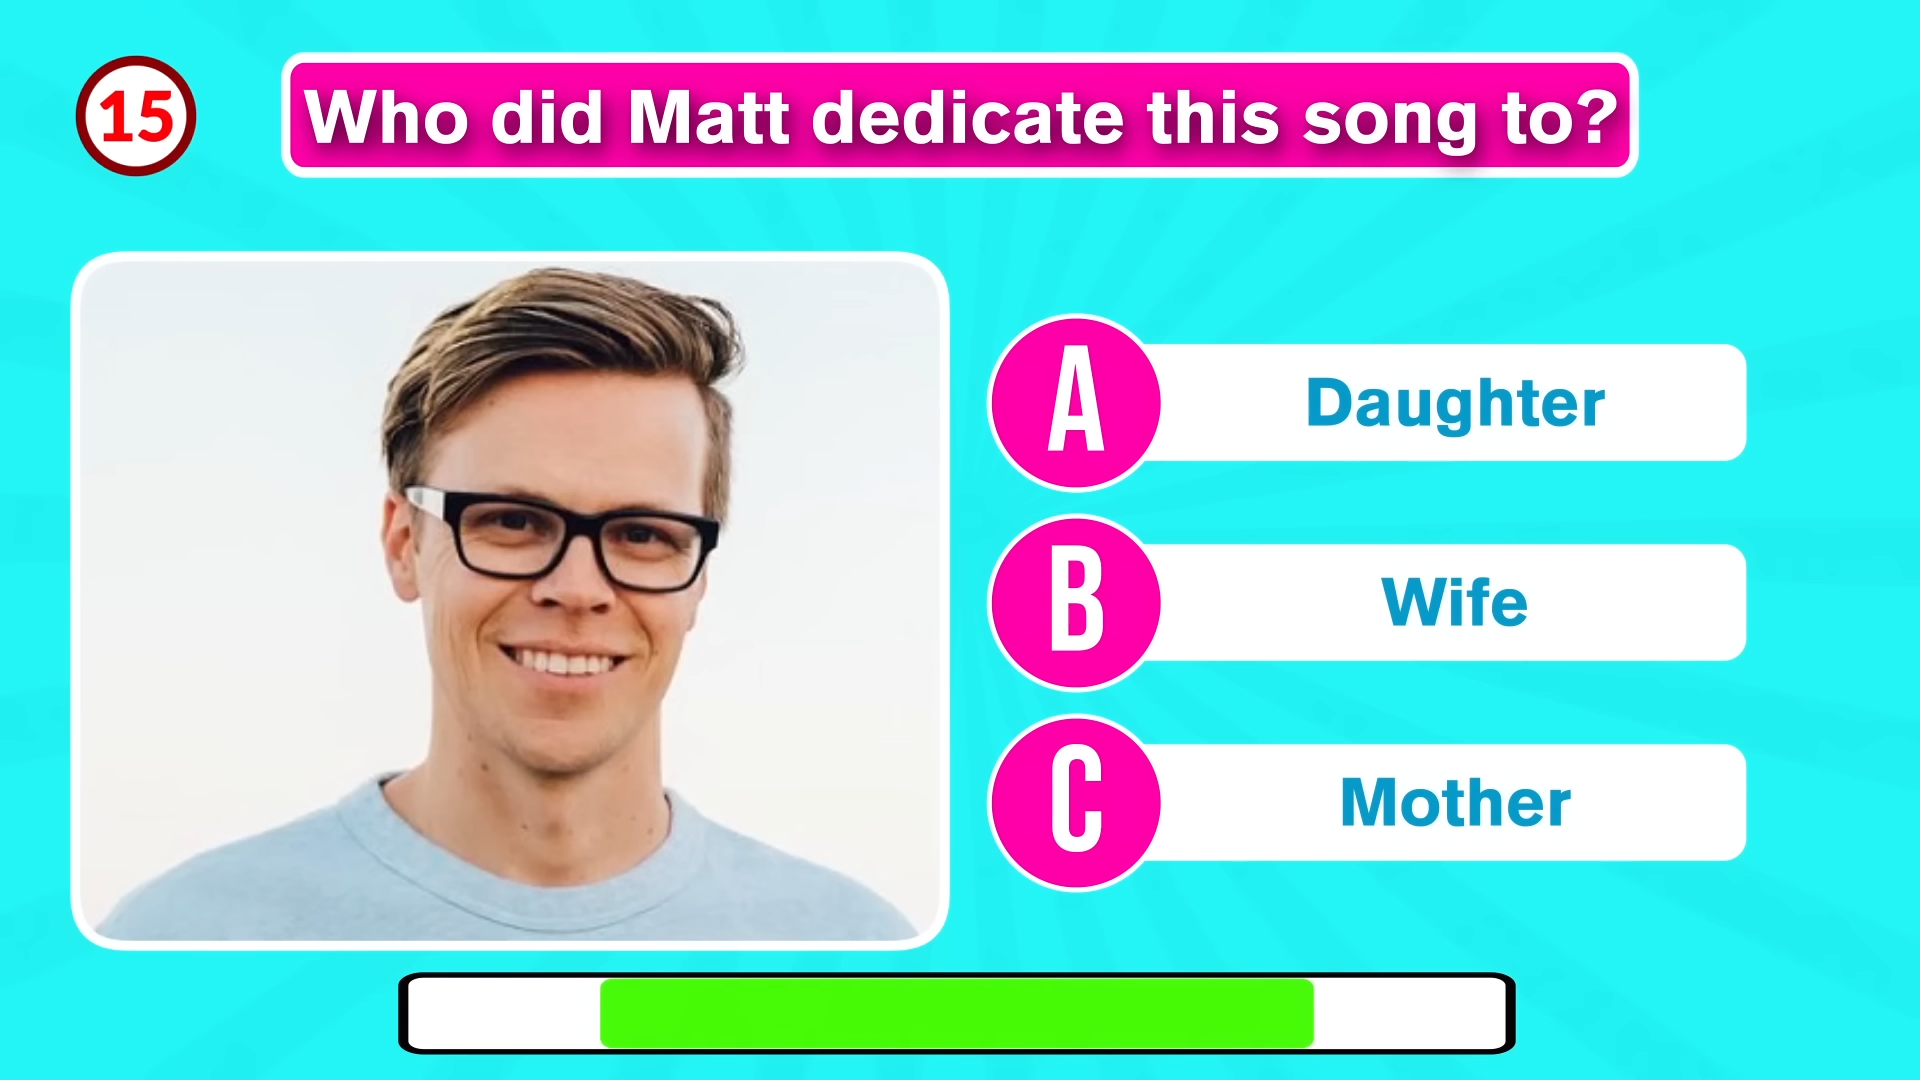 15
Who did Matt dedicate this song to?
A
Daughter
B
Wife
C
Mother